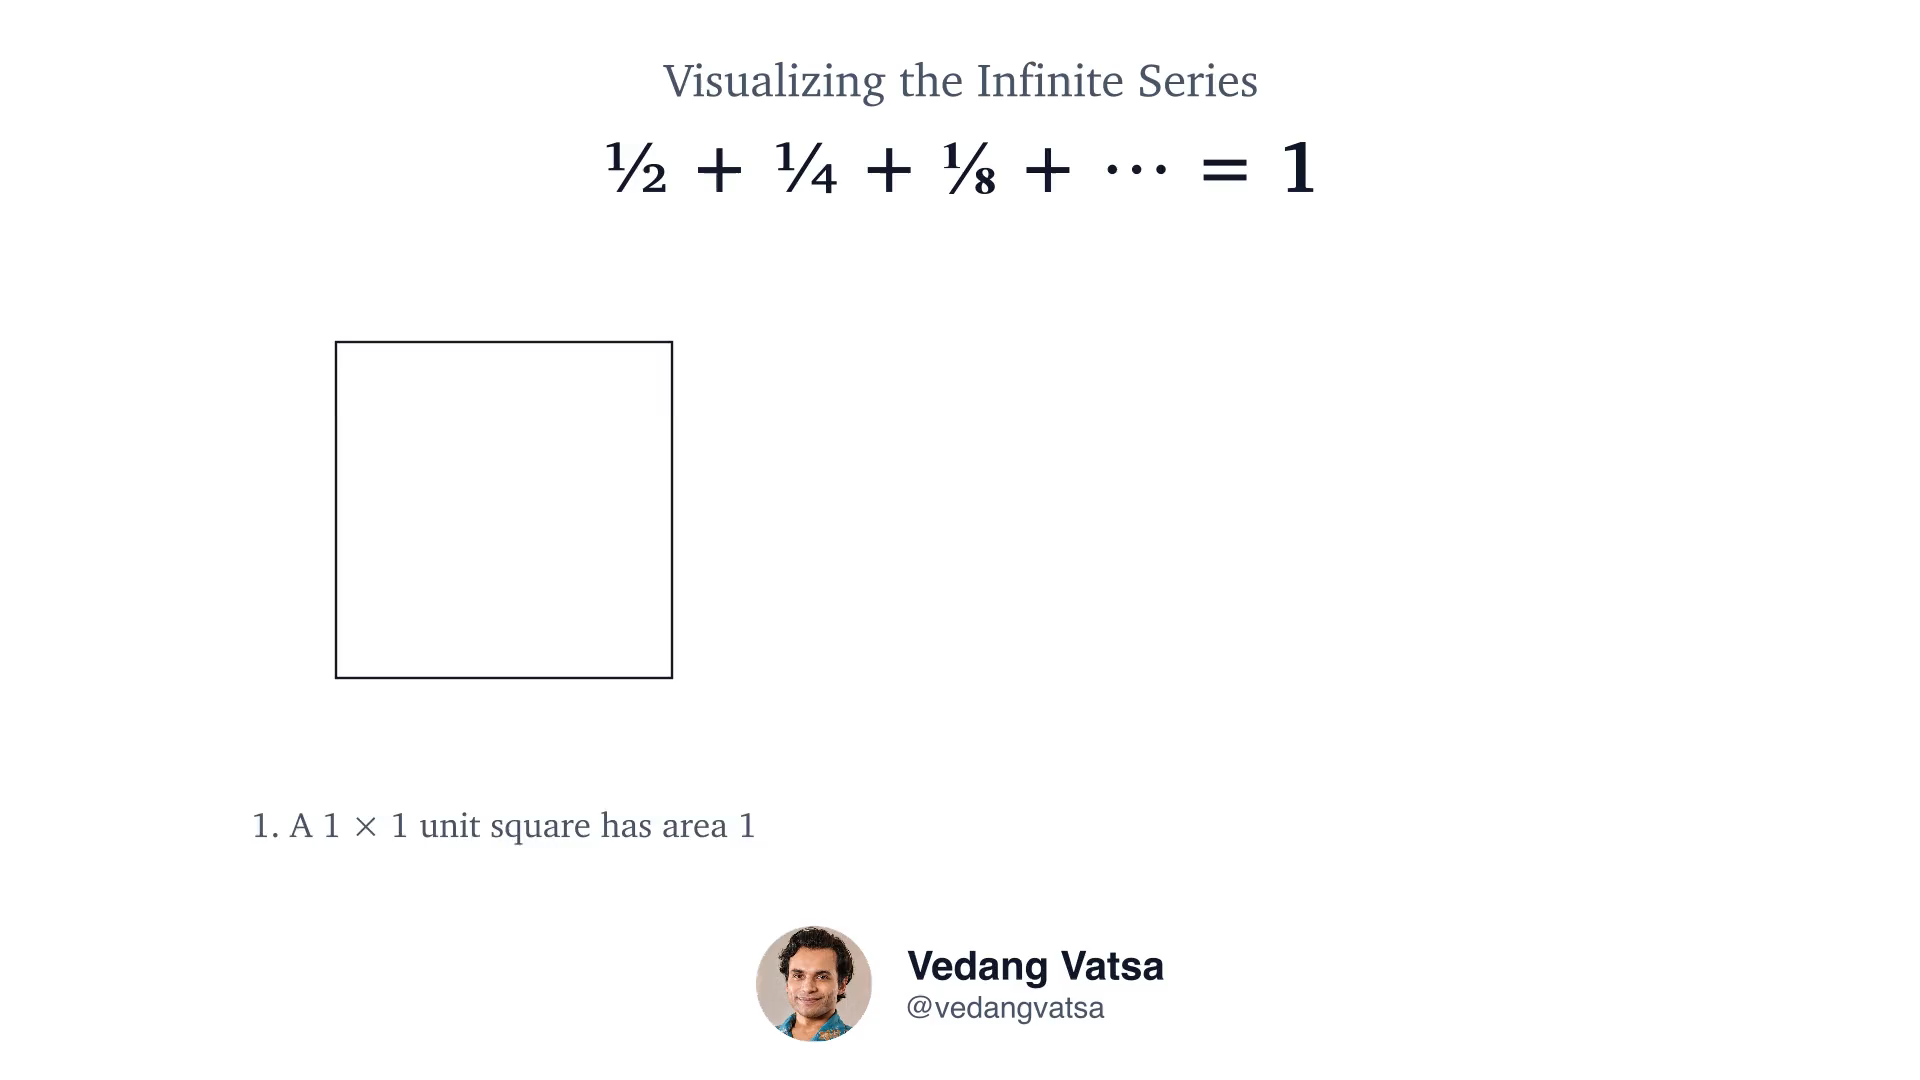 Visualizing the Infinite Series
½ + ¼ + ⅛ + ⋯ = 1
1. A 1 × 1 unit square has area 1
Vedang Vatsa
@vedangvatsa